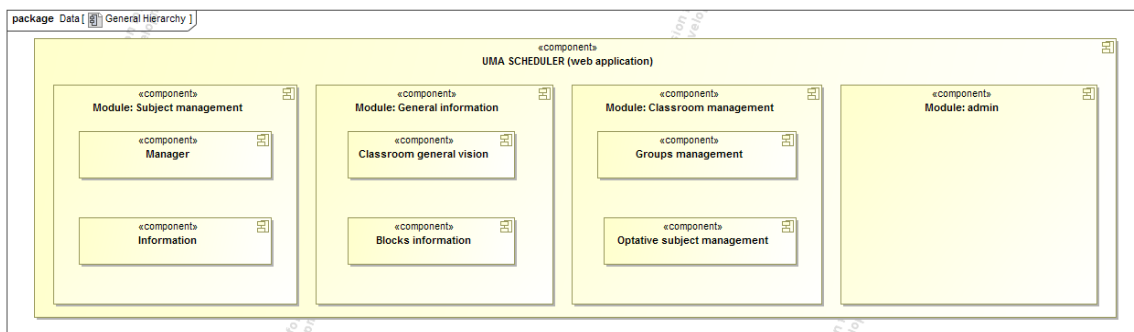 package Data [ General Hierarchy ]
«component»
UMA SCHEDULER (web application)
«component»
Module: Subject management
«component»
Manager
«component»
Information
«component»
Module: General information
«component»
Classroom general vision
«component»
Blocks information
«component»
Module: Classroom management
«component»
Groups management
«component»
Optative subject management
«component»
Module: admin